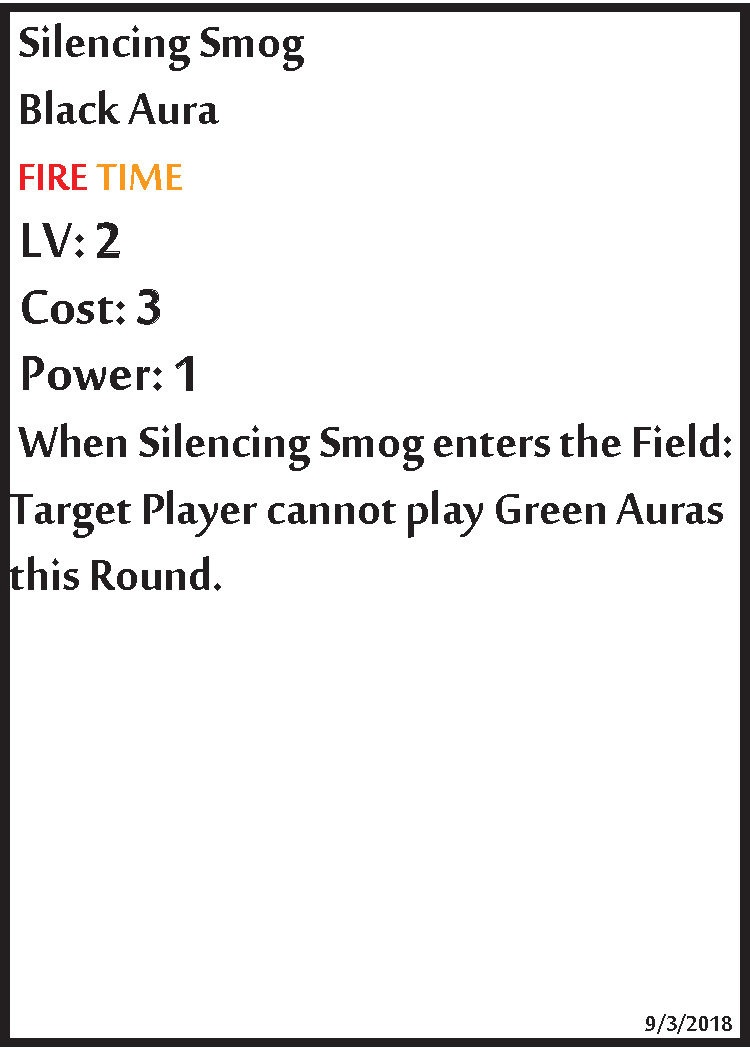 Silencing Smog
Black Aura
FIRE TIME
LV: 2
Cost: 3
Power: 1
When Silencing Smog enters the Field:
Target Player cannot play Green Auras
this Round.
9/3/2018